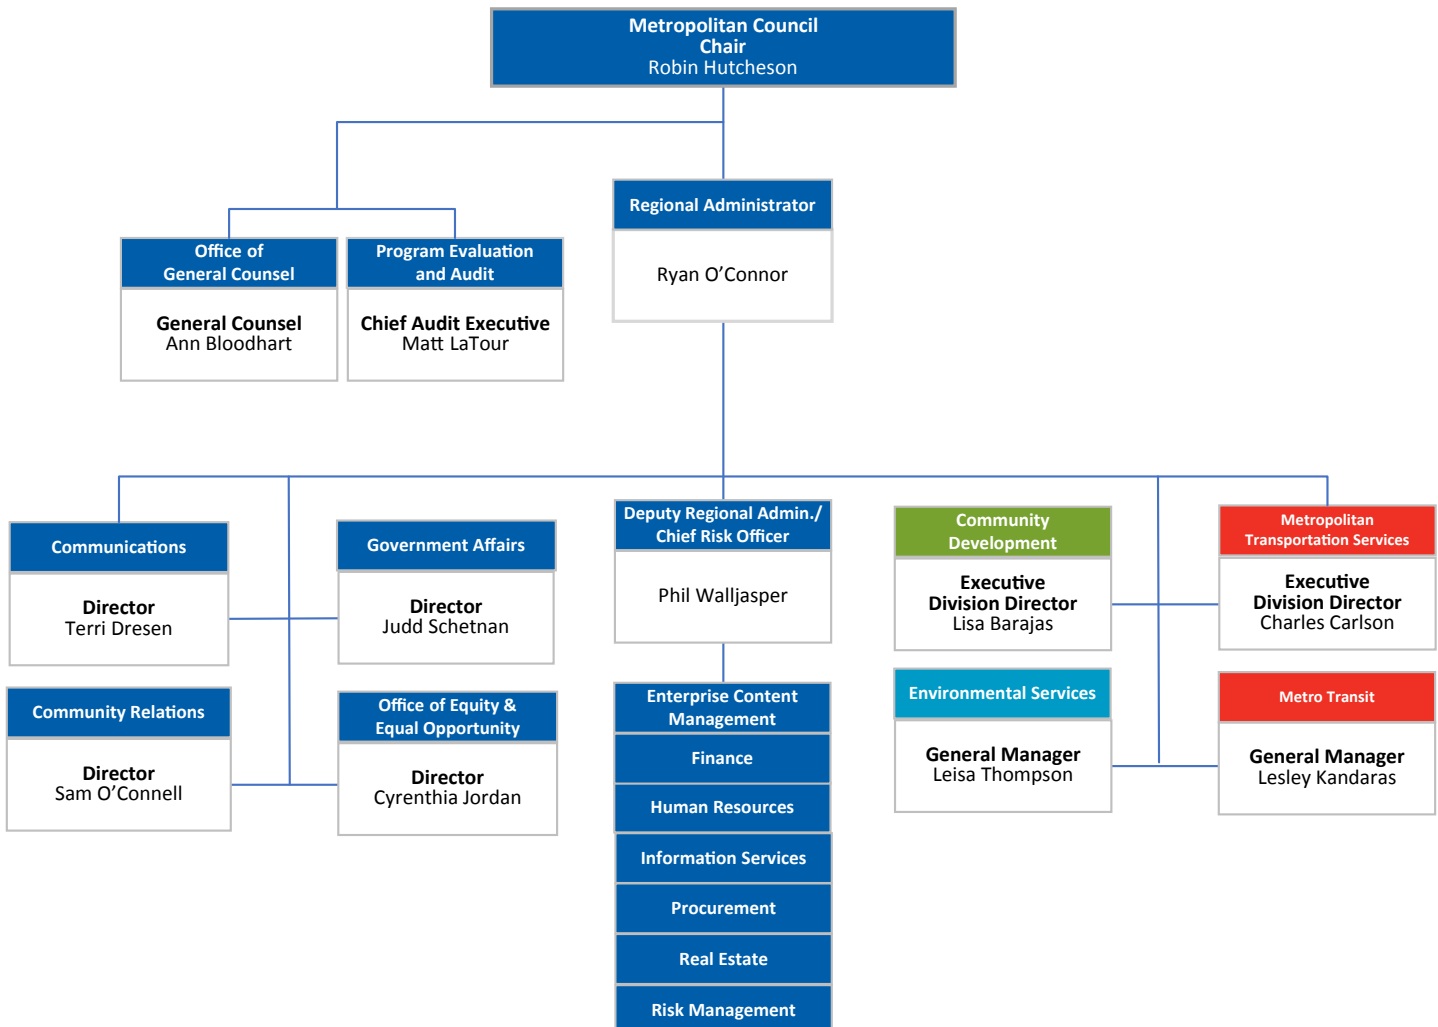 Metropolitan Council
Chair
Robin Hutcheson
Regional Administrator
Ryan O’Connor
Office of
General Counsel
General Counsel
Ann Bloodhart
Program Evaluation
and Audit
Chief Audit Executive
Matt LaTour
Communications
Director
Terri Dresen
Government Affairs
Director
Judd Schetnan
Community Relations
Director
Sam O’Connell
Office of Equity &
Equal Opportunity
Director
Cyrenthia Jordan
Deputy Regional Admin./
Chief Risk Officer
Phil Walljasper
Enterprise Content
Management
Finance
Human Resources
Information Services
Procurement
Real Estate
Risk Management
Community
Development
Executive
Division Director
Lisa Barajas
Metropolitan
Transportation Services
Executive
Division Director
Charles Carlson
Environmental Services
General Manager
Leisa Thompson
Metro Transit
General Manager
Lesley Kandaras